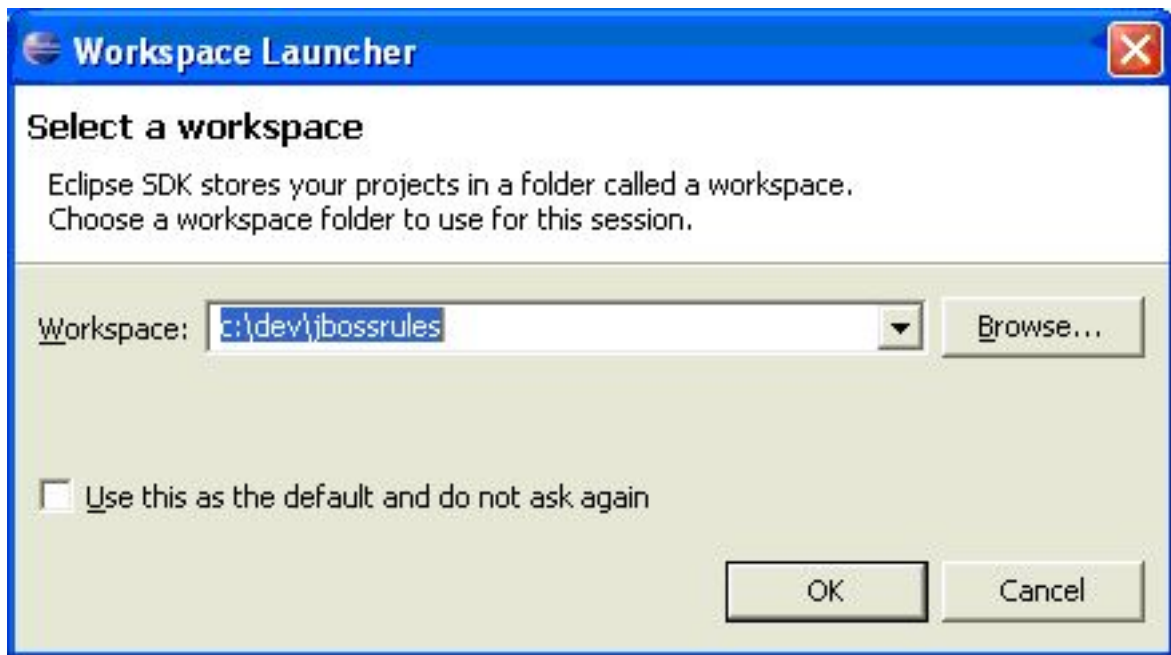 Workspace Launcher
Select a workspace
Eclipse SDK stores your projects in a folder called a workspace.
Choose a workspace folder to use for this session.
Workspace: c:\dev\jbossrules Browse...
Use this as the default and do not ask again
OK Cancel